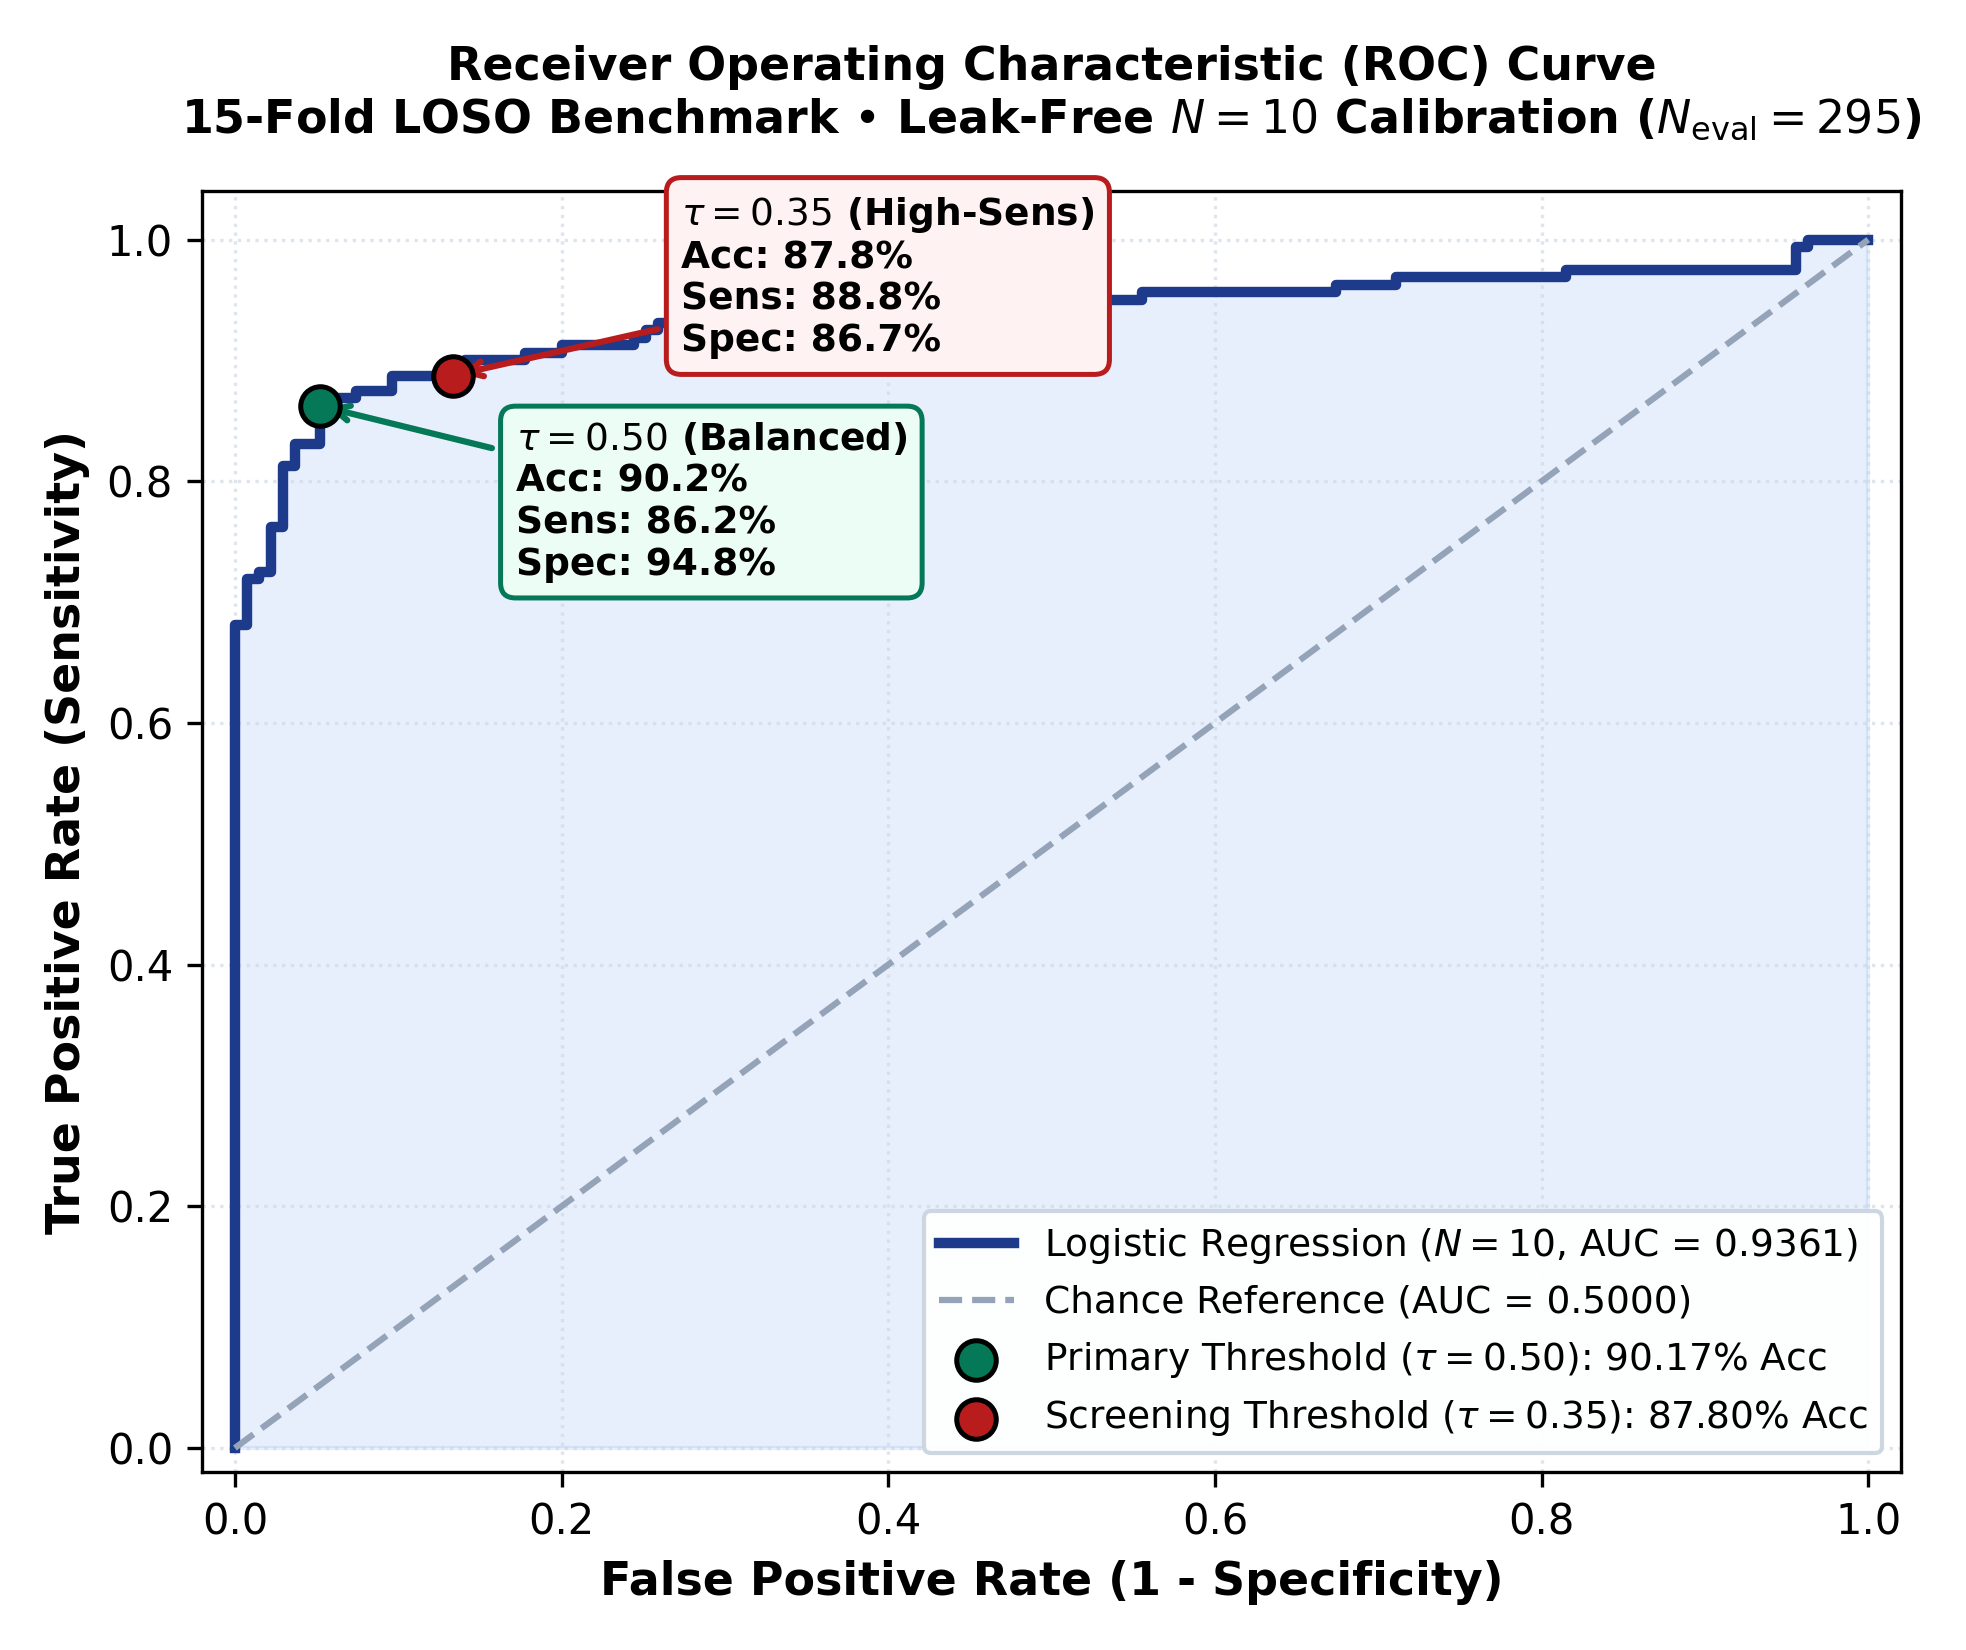 Receiver Operating Characteristic (ROC) Curve
15-Fold LOSO Benchmark • Leak-Free N = 10 Calibration (N_eval = 295)
τ = 0.35 (High-Sens)
Acc: 87.8%
Sens: 88.8%
Spec: 86.7%
τ = 0.50 (Balanced)
Acc: 90.2%
Sens: 86.2%
Spec: 94.8%
True Positive Rate (Sensitivity)
1.0
0.8
0.6
0.4
0.2
0.0
Logistic Regression (N = 10, AUC = 0.9361)
Chance Reference (AUC = 0.5000)
Primary Threshold (τ = 0.50): 90.17% Acc
Screening Threshold (τ = 0.35): 87.80% Acc
0.0 0.2 0.4 0.6 0.8 1.0
False Positive Rate (1 - Specificity)